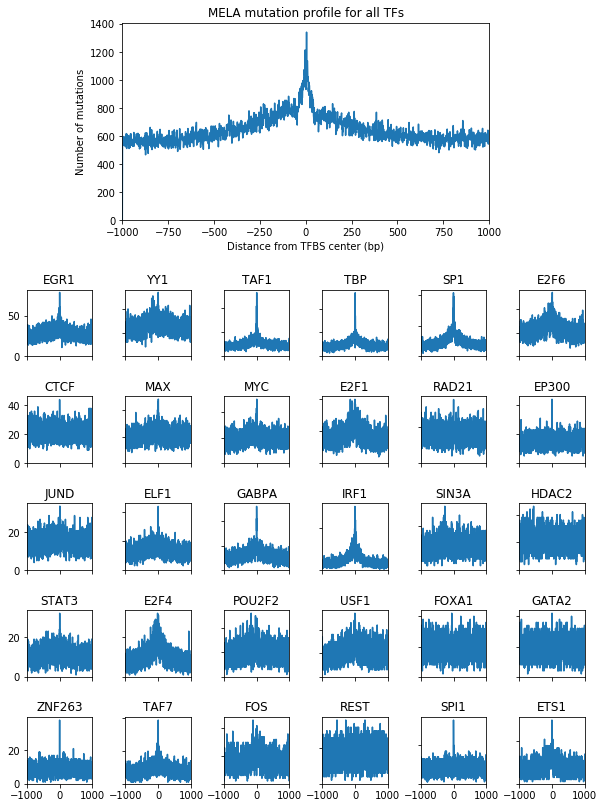 MELA mutation profile for all TFs
1400
1200
1000
800
600
400
200
0
Number of mutations
−1000 −750 −500 −250 0 250 500 750 1000
Distance from TFBS center (bp)
EGR1 YY1 TAF1 TBP SP1 E2F6
50
0
CTCF MAX MYC E2F1 RAD21 EP300
40
20
0
JUND ELF1 GABPA IRF1 SIN3A HDAC2
20
0
STAT3 E2F4 POU2F2 USF1 FOXA1 GATA2
20
0
ZNF263 TAF7 FOS REST SPI1 ETS1
20
0
−1000 0 1000 −1000 0 1000 −1000 0 1000 −1000 0 1000 −1000 0 1000 −1000 0 1000